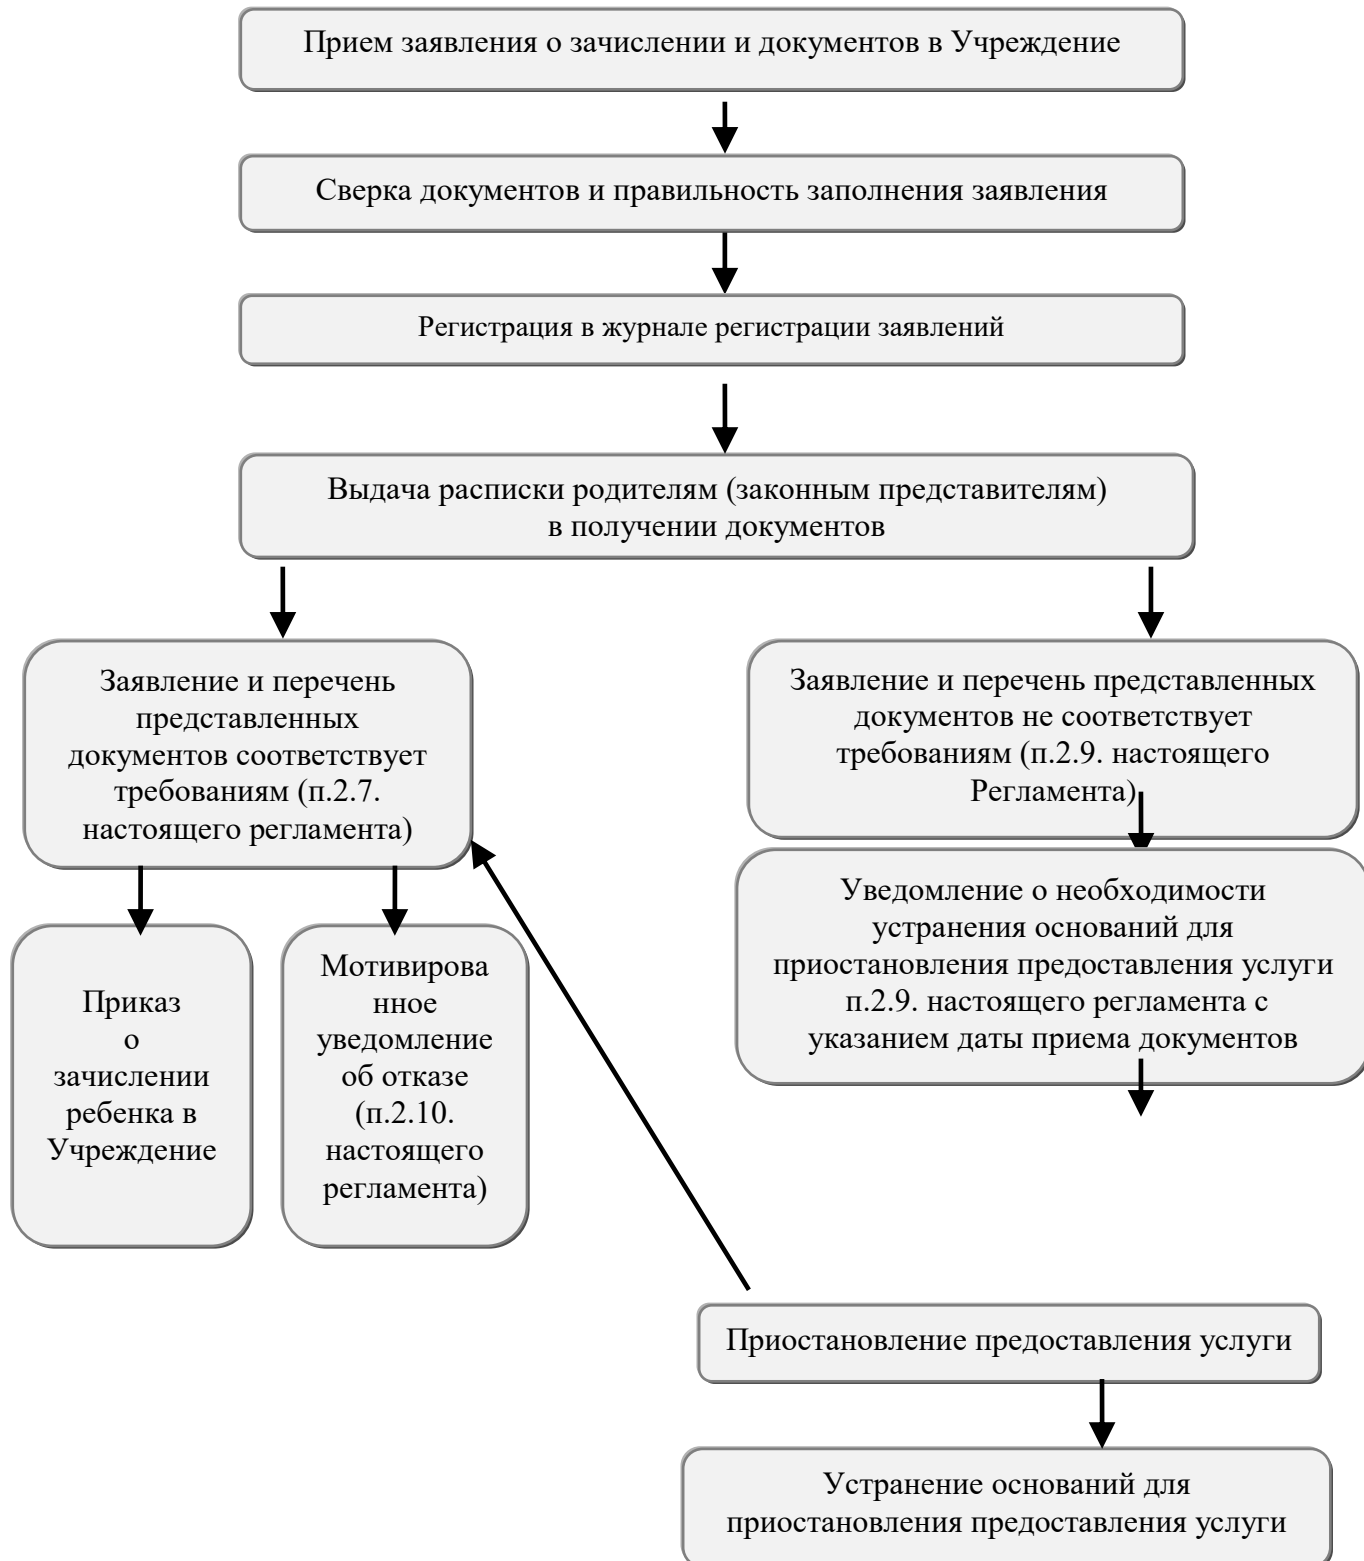 Прием заявления о зачислении и документов в Учреждение
Сверка документов и правильность заполнения заявления
Регистрация в журнале регистрации заявлений
Выдача расписки родителям (законным представителям)
в получении документов
Заявление и перечень
представленных
документов соответствует
требованиям (п.2.7.
настоящего регламента)
Заявление и перечень представленных
документов не соответствует
требованиям (п.2.9. настоящего
Регламента)
Уведомление о необходимости
устранения оснований для
приостановления предоставления услуги
п.2.9. настоящего регламента с
указанием даты приема документов
Приказ
о
зачислении
ребенка в
Учреждение
Мотивирова
нное
уведомление
об отказе
(п.2.10.
настоящего
регламента)
Приостановление предоставления услуги
Устранение оснований для
приостановления предоставления услуги